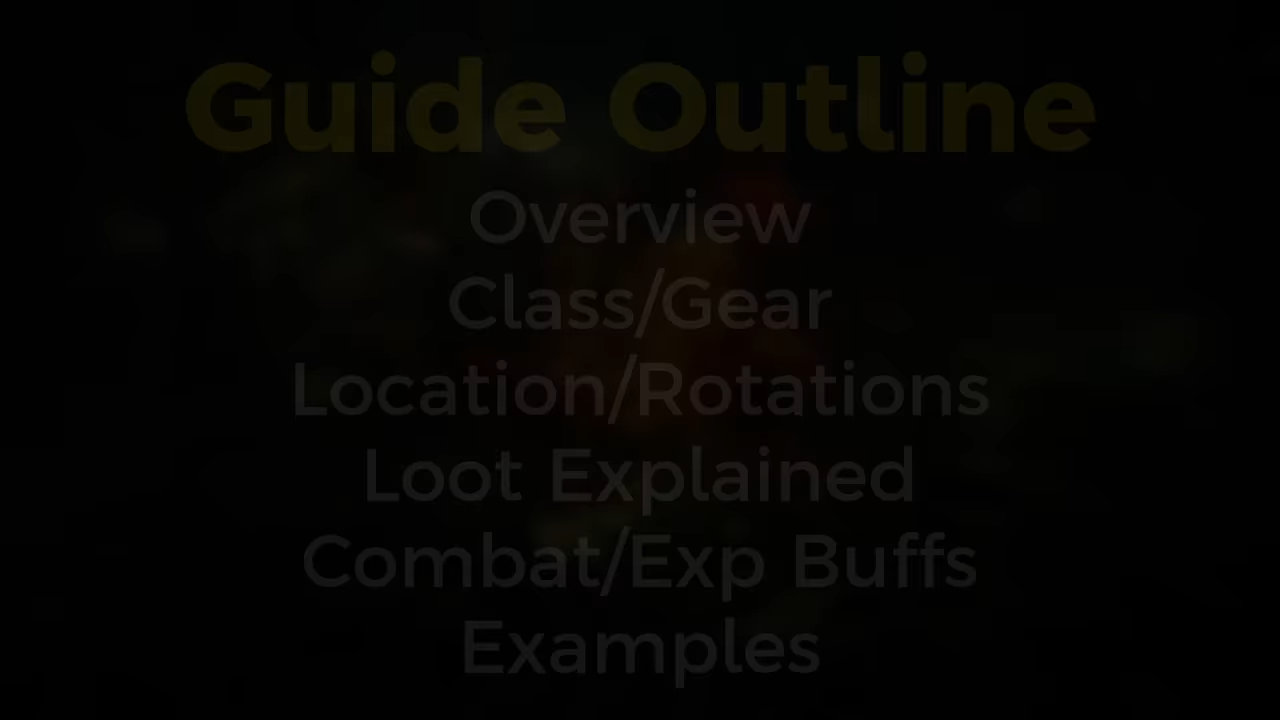 Guide Outline
Overview
Class/Gear
Location/Rotations
Loot Explained
Combat/Exp Buffs
Examples